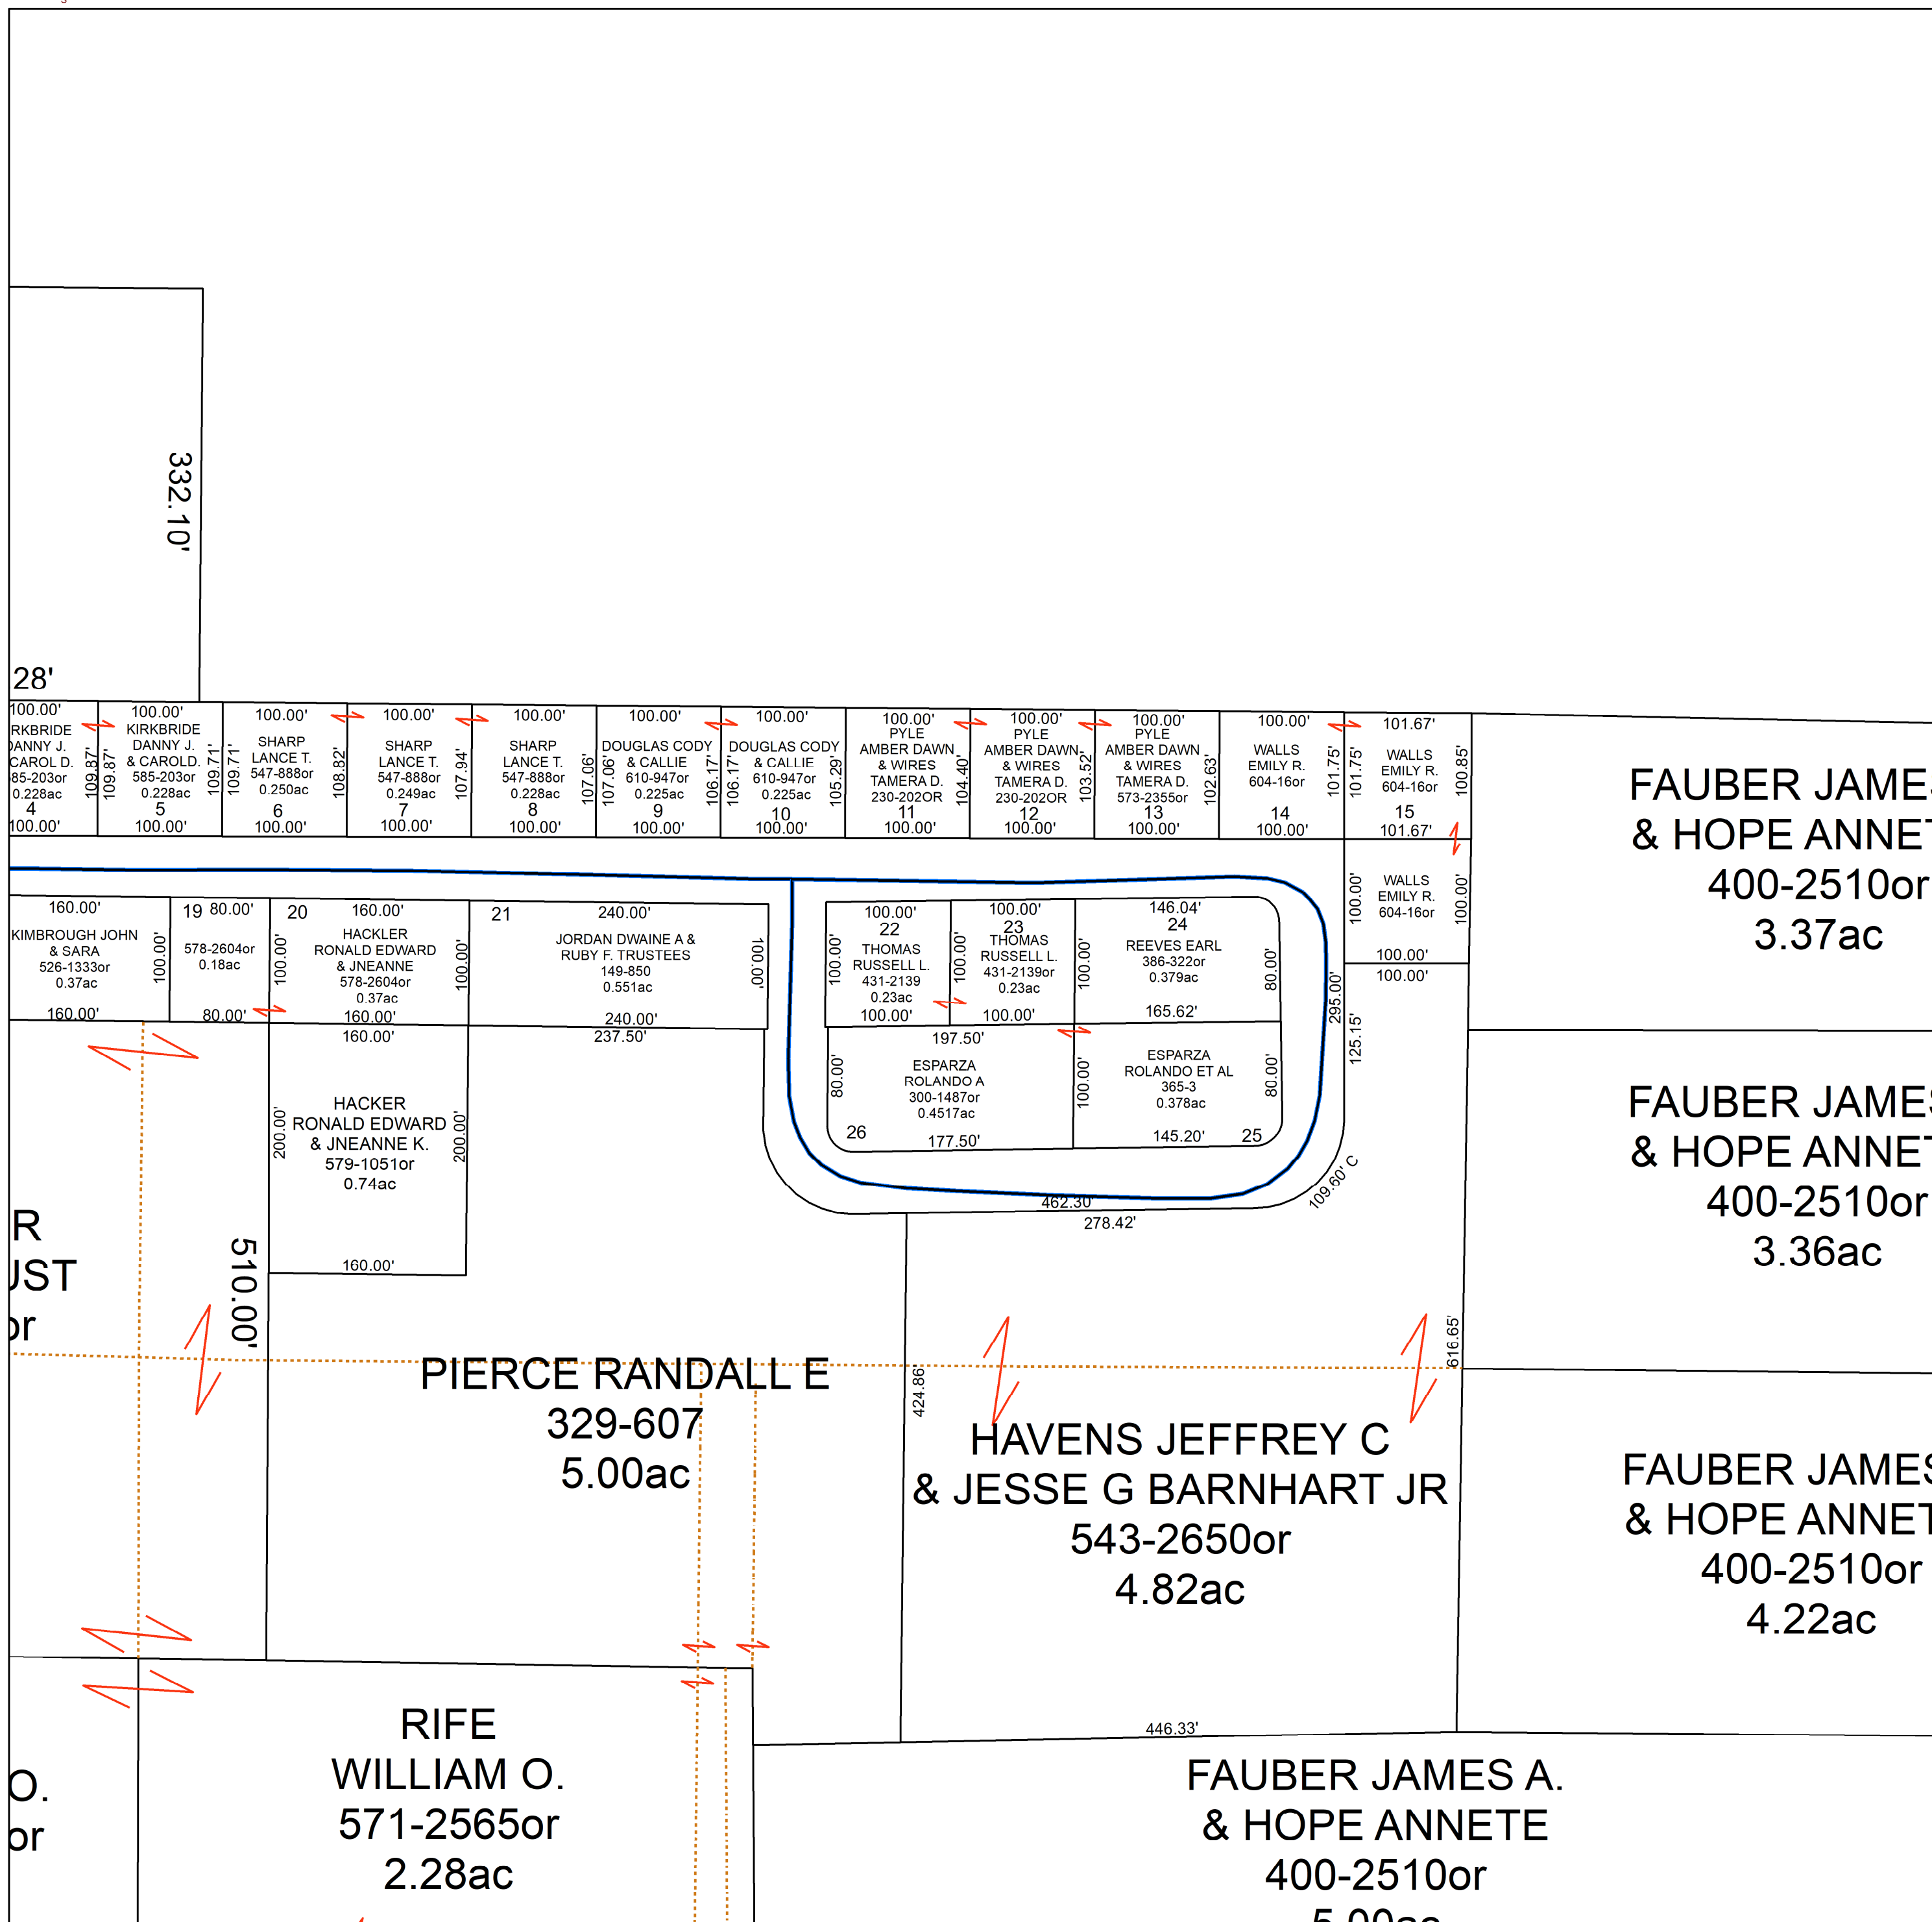 332.10'
28'
100.00'
RKBRIDE
DANNY J.
CAROL D.
585-203or
0.228ac
4
100.00'
109.87'
109.87'
100.00'
KIRKBRIDE
DANNY J.
& CAROLD.
585-203or
0.228ac
5
100.00'
109.71'
109.71'
100.00'
SHARP
LANCE T.
547-888or
0.250ac
6
100.00'
108.82'
100.00'
SHARP
LANCE T.
547-888or
0.249ac
7
100.00'
107.94'
100.00'
SHARP
LANCE T.
547-888or
0.228ac
8
100.00'
107.06'
107.06'
100.00'
DOUGLAS CODY
& CALLIE
610-947or
0.225ac
9
100.00'
106.17'
106.17'
100.00'
DOUGLAS CODY
& CALLIE
610-947or
0.225ac
10
100.00'
105.29'
100.00'
PYLE
AMBER DAWN
& WIRES
TAMERA D.
230-202OR
11
100.00'
104.40'
100.00'
PYLE
AMBER DAWN
& WIRES
TAMERA D.
230-202OR
12
100.00'
103.52'
100.00'
PYLE
AMBER DAWN
& WIRES
TAMERA D.
573-2355or
13
100.00'
102.63'
100.00'
WALLS
EMILY R.
604-16or
14
100.00'
101.75'
101.75'
101.67'
WALLS
EMILY R.
604-16or
15
101.67'
100.85'
FAUBER JAMES
& HOPE ANNET
400-2510or
3.37ac
100.00'
WALLS
EMILY R.
604-16or
100.00'
100.00'
100.00'
160.00'
KIMBROUGH JOHN
& SARA
526-1333or
0.37ac
160.00'
100.00'
19 80.00'
578-2604or
0.18ac
80.00'
100.00'
20 160.00'
HACKLER
RONALD EDWARD
& JNEANNE
578-2604or
0.37ac
160.00'
100.00'
21 240.00'
JORDAN DWAINE A &
RUBY F. TRUSTEES
149-850
0.551ac
240.00'
100.00'
237.50'
100.00'
100.00'
22
THOMAS
RUSSELL L.
431-2139
0.23ac
100.00'
100.00'
100.00'
23
THOMAS
RUSSELL L.
431-2139or
0.23ac
100.00'
100.00'
146.04'
24
REEVES EARL
386-322or
0.379ac
165.62'
80.00'
295.00'
125.15'
197.50'
80.00'
ESPARZA
ROLANDO A
300-1487or
0.4517ac
26
177.50'
100.00'
ESPARZA
ROLANDO ET AL
365-3
0.378ac
80.00'
145.20'
25
109.60' C
462.30'
278.42'
160.00'
200.00'
HACKER
RONALD EDWARD
& JNEANNE K.
579-1051or
0.74ac
200.00'
160.00'
FAUBER JAMES
& HOPE ANNET
400-2510or
3.36ac
R
UST
or
510.00'
PIERCE RANDALL E
329-607
5.00ac
424.86'
616.65'
HAVENS JEFFREY C
& JESSE G BARNHART JR
543-2650or
4.82ac
446.33'
FAUBER JAMES
& HOPE ANNET
400-2510or
4.22ac
O.
or
RIFE
WILLIAM O.
571-2565or
2.28ac
FAUBER JAMES A.
& HOPE ANNETE
400-2510or
5.00ac